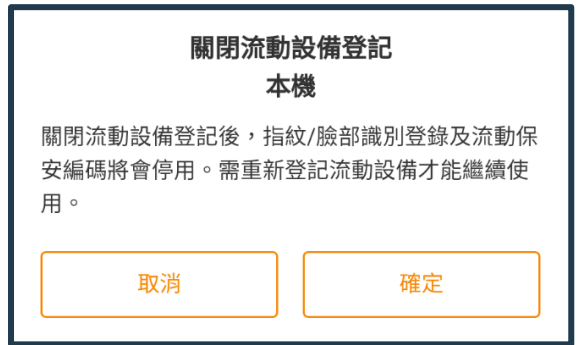 關閉流動設備登記
本機
關閉流動設備登記後，指紋/臉部識別登錄及流動保
安編碼將會停用。需重新登記流動設備才能繼續使
用。
取消
確定